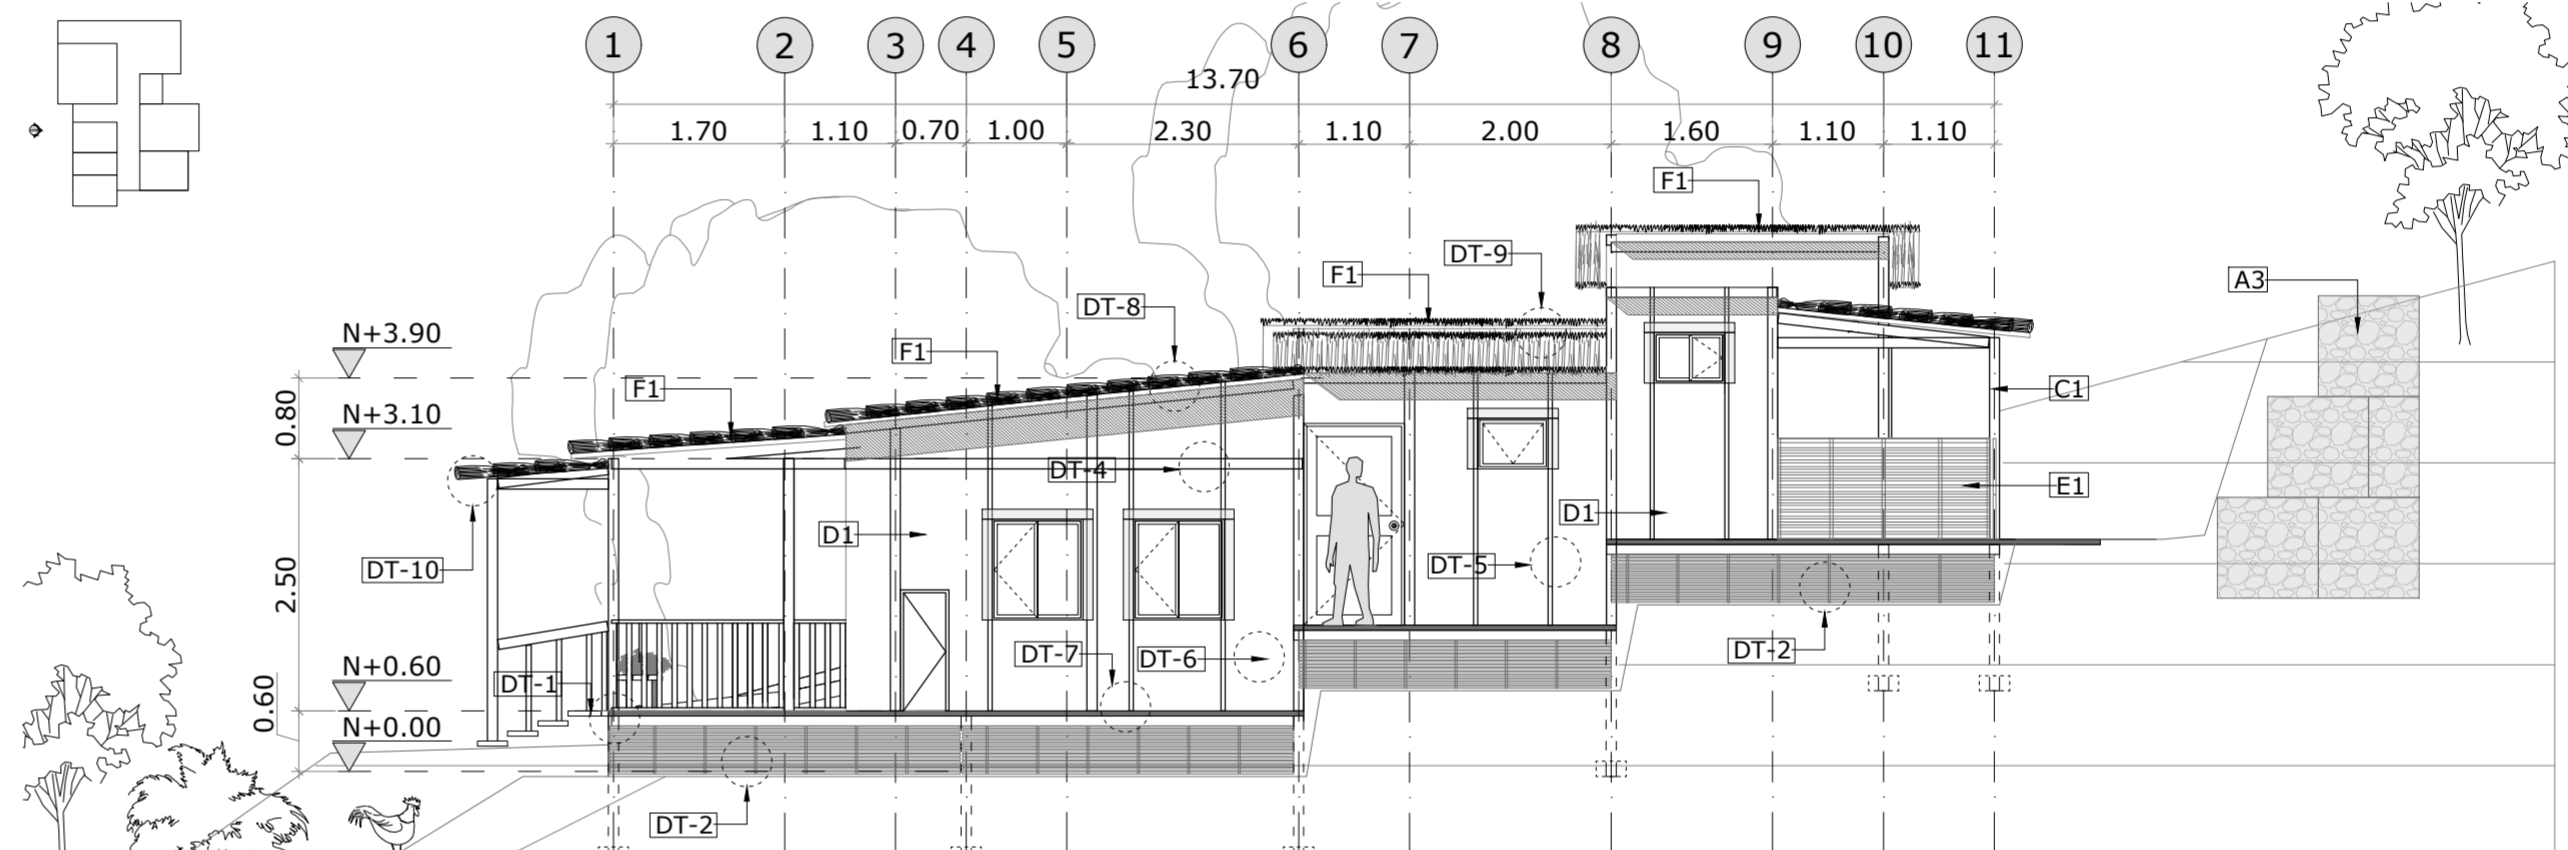 1 2 3 4 5 6 7 8 9 10 11
13.70
1.70 1.10 0.70 1.00 2.30 1.10 2.00 1.60 1.10 1.10
F1
DT-9
F1
A3
DT-8
N+3.90
F1
F1
C1
0.80
N+3.10
DT-4
E1
D1
D1
DT-5
DT-10
2.50
DT-7
DT-6
DT-2
N+0.60
DT-1
0.60
N+0.00
DT-2